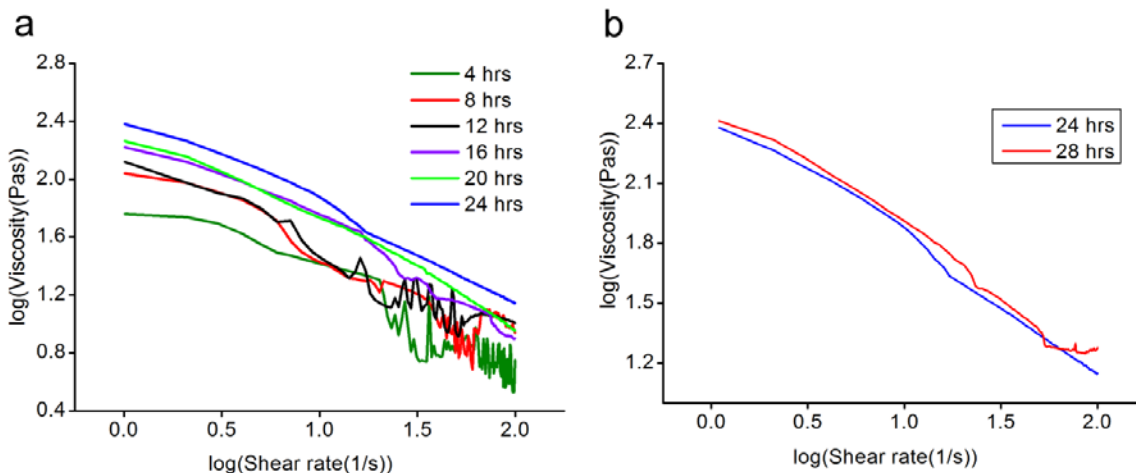 a
log(Viscosity(Pas))
2.8
2.4
2.0
1.6
1.2
0.8
0.4
0.0 0.5 1.0 1.5 2.0
log(Shear rate(1/s))
4 hrs
8 hrs
12 hrs
16 hrs
20 hrs
24 hrs
b
log(Viscosity(Pas))
2.7
2.4
2.1
1.8
1.5
1.2
0.0 0.5 1.0 1.5 2.0
log(Shear rate(1/s))
24 hrs
28 hrs